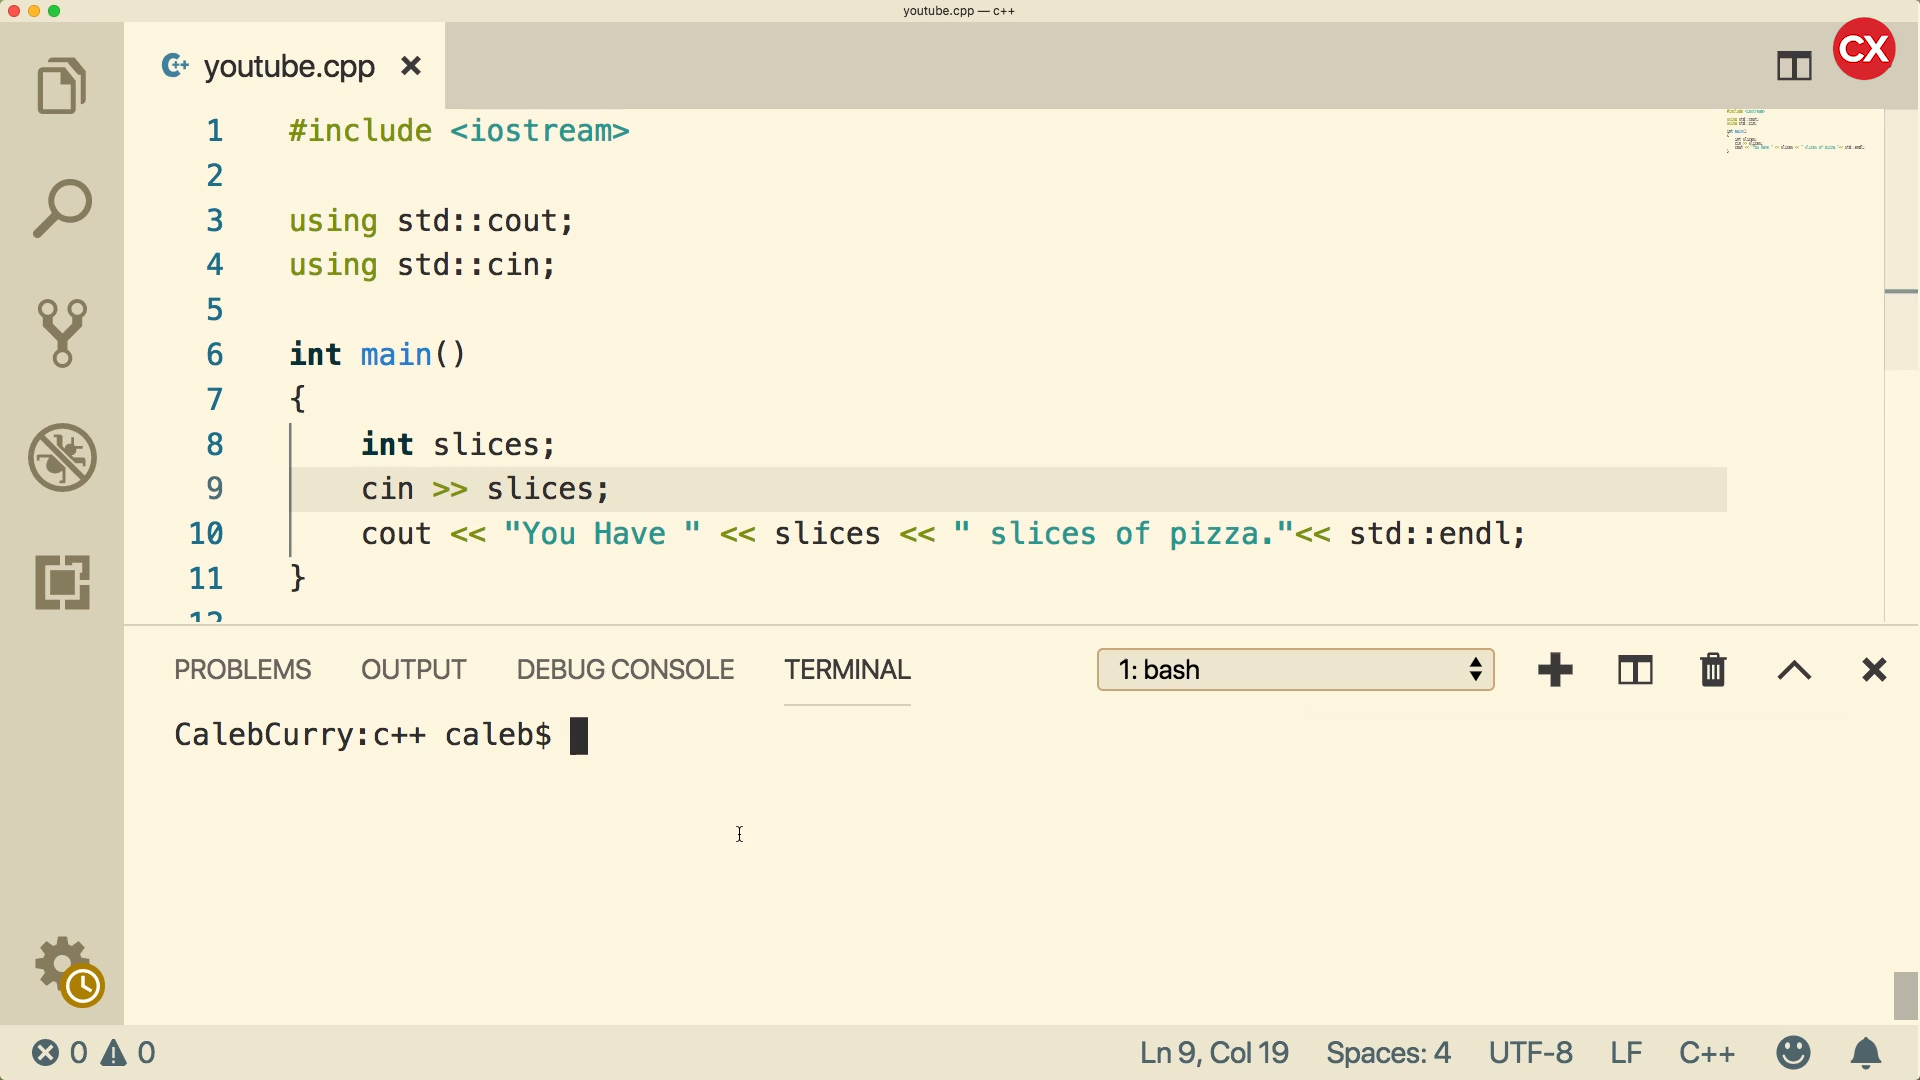 youtube.cpp — c++
youtube.cpp
CX
1 #include <iostream>
2
3 using std::cout;
4 using std::cin;
5
6 int main()
7 {
8     int slices;
9     cin >> slices;
10     cout << "You Have " << slices << " slices of pizza."<< std::endl;
11 }
12
PROBLEMS OUTPUT DEBUG CONSOLE TERMINAL 1: bash
CalebCurry:c++ caleb$
0 0 Ln 9, Col 19 Spaces: 4 UTF-8 LF C++